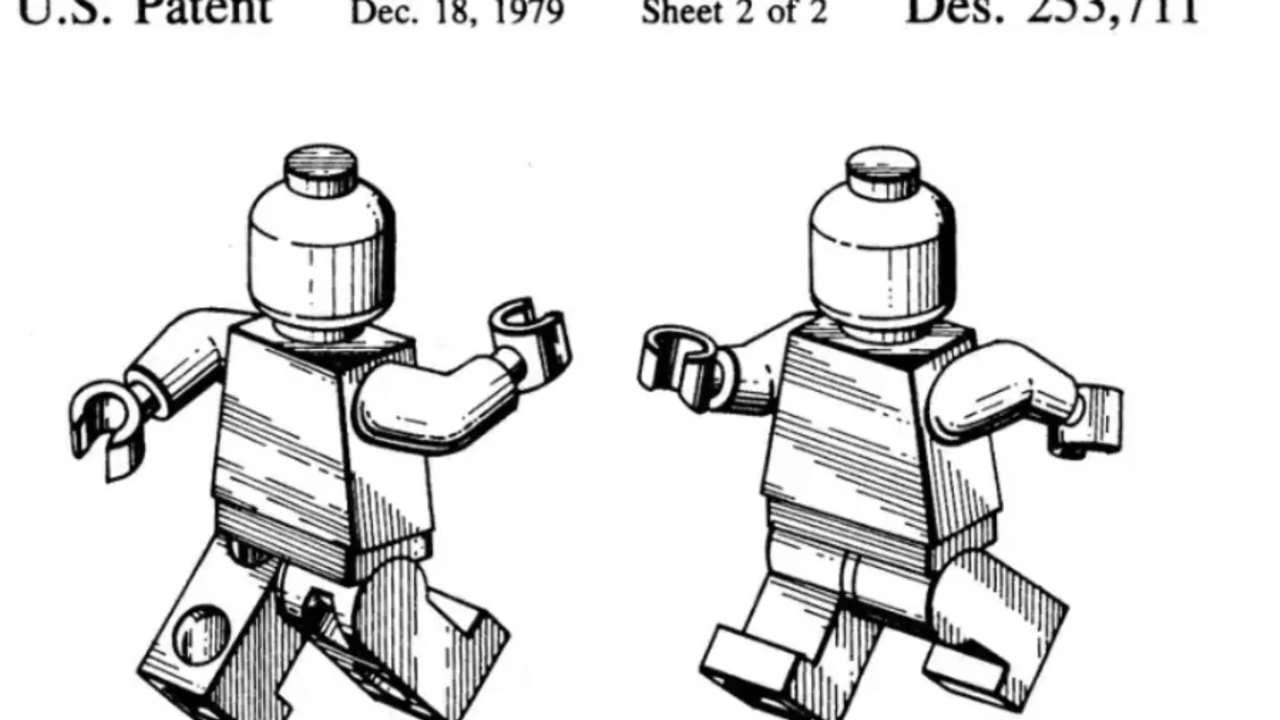 U.S. Patent Dec. 18, 1979 Sheet 2 of 2 Des. 253,711